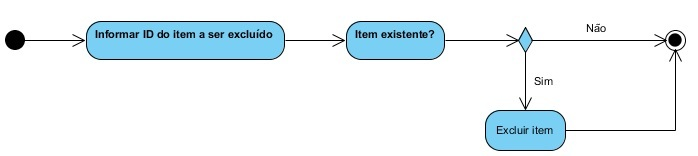 Informar ID do item a ser excluído
Item existente?
Não
Sim
Excluir item